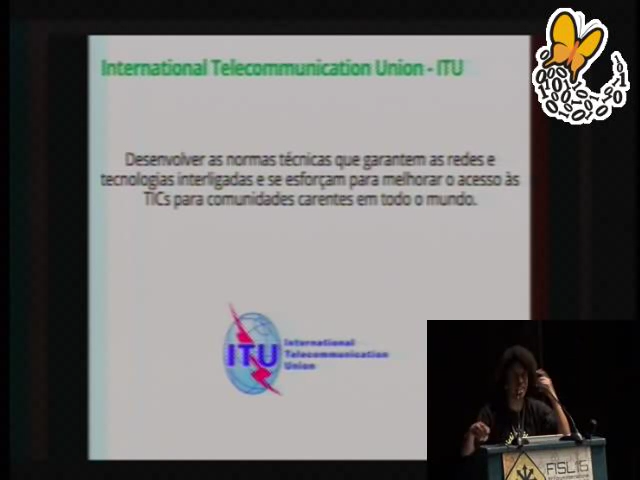 International Telecommunication Union - ITU
Desenvolver as normas técnicas que garantem as redes e
tecnologias interligadas e se esforçam para melhorar o acesso às
TICs para comunidades carentes em todo o mundo.
ITU
International
Telecommunication
Union
FISL15